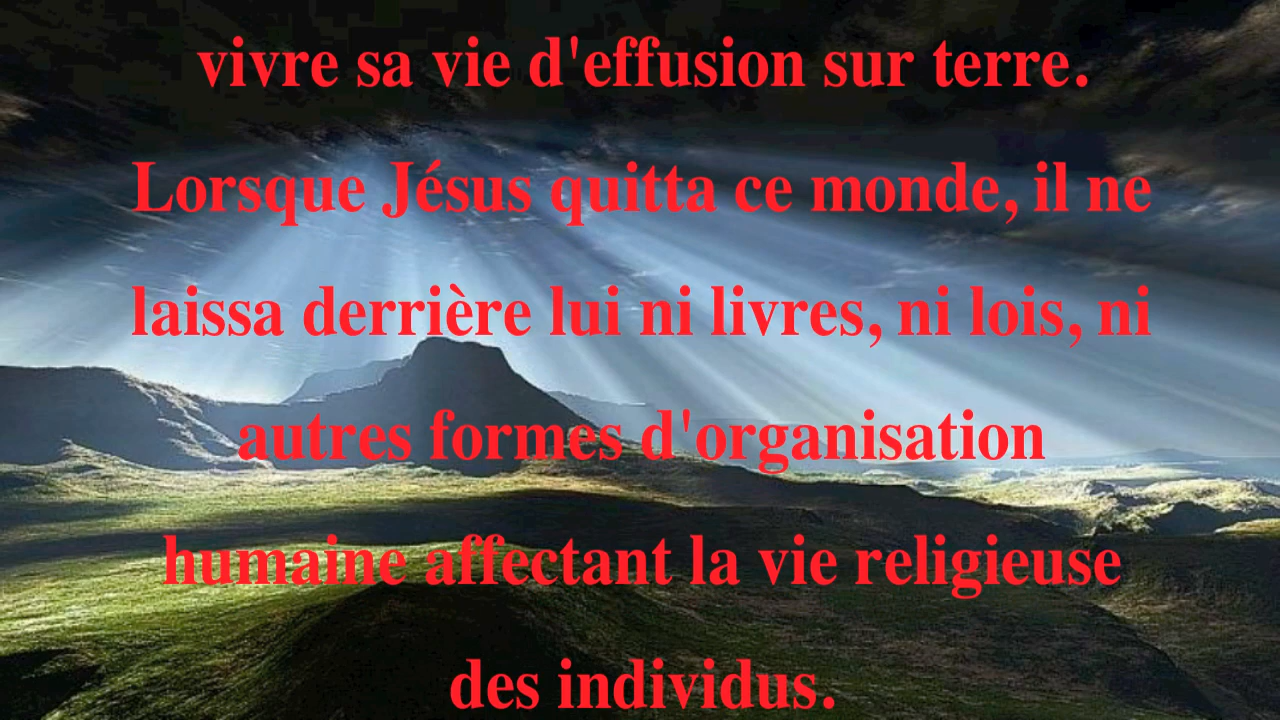 vivre sa vie d'effusion sur terre.
Lorsque Jésus quitta ce monde, il ne
laissa derrière lui ni livres, ni lois, ni
autres formes d'organisation
humaine affectant la vie religieuse
des individus.